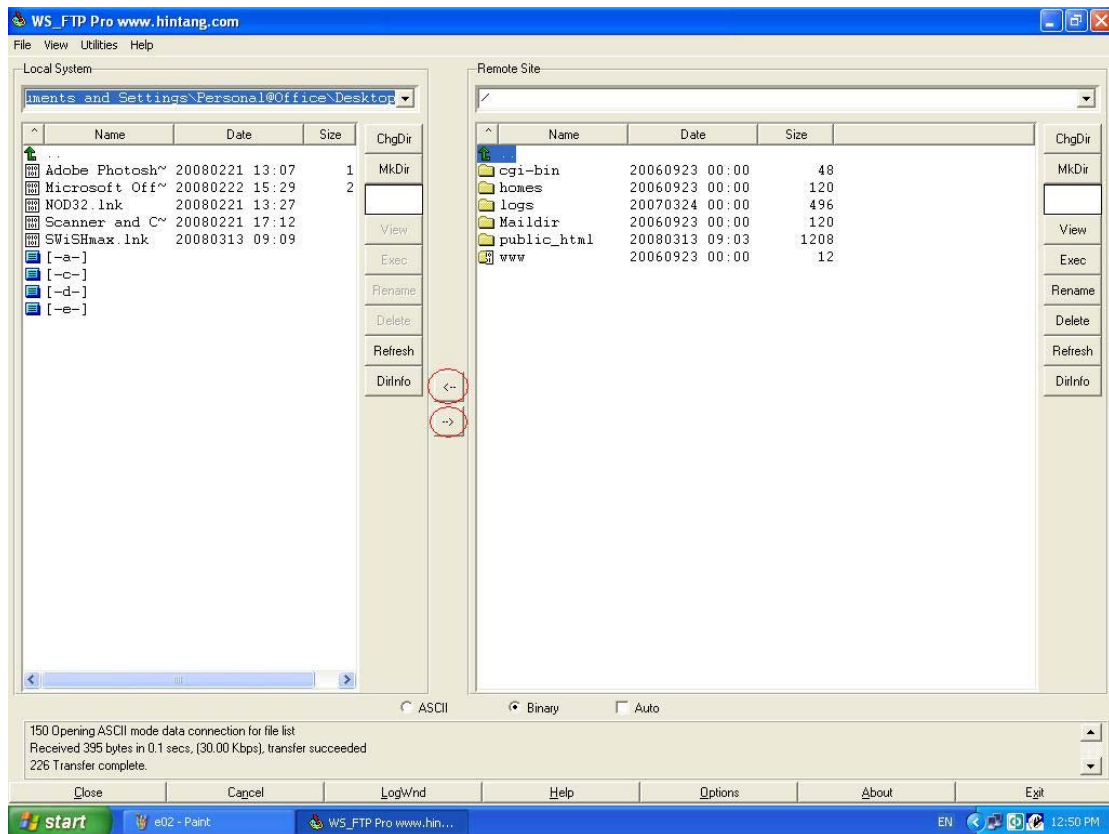 WS_FTP Pro www.hintang.com
File View Utilities Help
Local System
uments and Settings\Personal@Office\Desktop
^ Name Date Size
..
Adobe Photosh~ 20080221 13:07 1
Microsoft Off~ 20080222 15:29 2
NOD32.lnk 20080221 13:27
Scanner and C~ 20080221 17:12
SWiSHmax.lnk 20080313 09:09
[-a-]
[-c-]
[-d-]
[-e-]
ChgDir
MkDir
View
Exec
Rename
Delete
Refresh
DirInfo
<--
-->
Remote Site
/
^ Name Date Size
..
cgi-bin 20060923 00:00 48
homes 20060923 00:00 120
logs 20070324 00:00 496
Maildir 20060923 00:00 120
public_html 20080313 09:03 1208
www 20060923 00:00 12
ChgDir
MkDir
View
Exec
Rename
Delete
Refresh
DirInfo
ASCII Binary Auto
150 Opening ASCII mode data connection for file list
Received 395 bytes in 0.1 secs, (30.00 Kbps), transfer succeeded
226 Transfer complete.
Close Cancel LogWnd Help Options About Exit
start e02 - Paint WS_FTP Pro www.hin... EN 12:50 PM